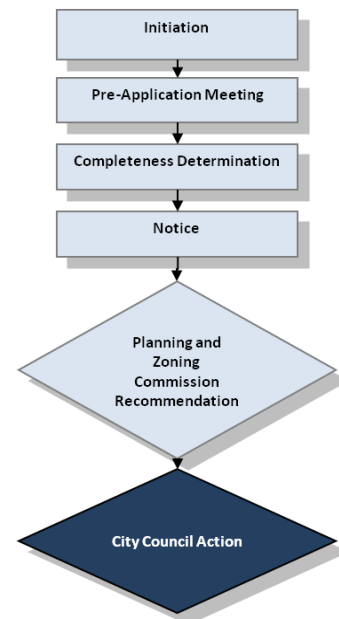 Initiation
Pre-Application Meeting
Completeness Determination
Notice
Planning and
Zoning
Commission
Recommendation
City Council Action